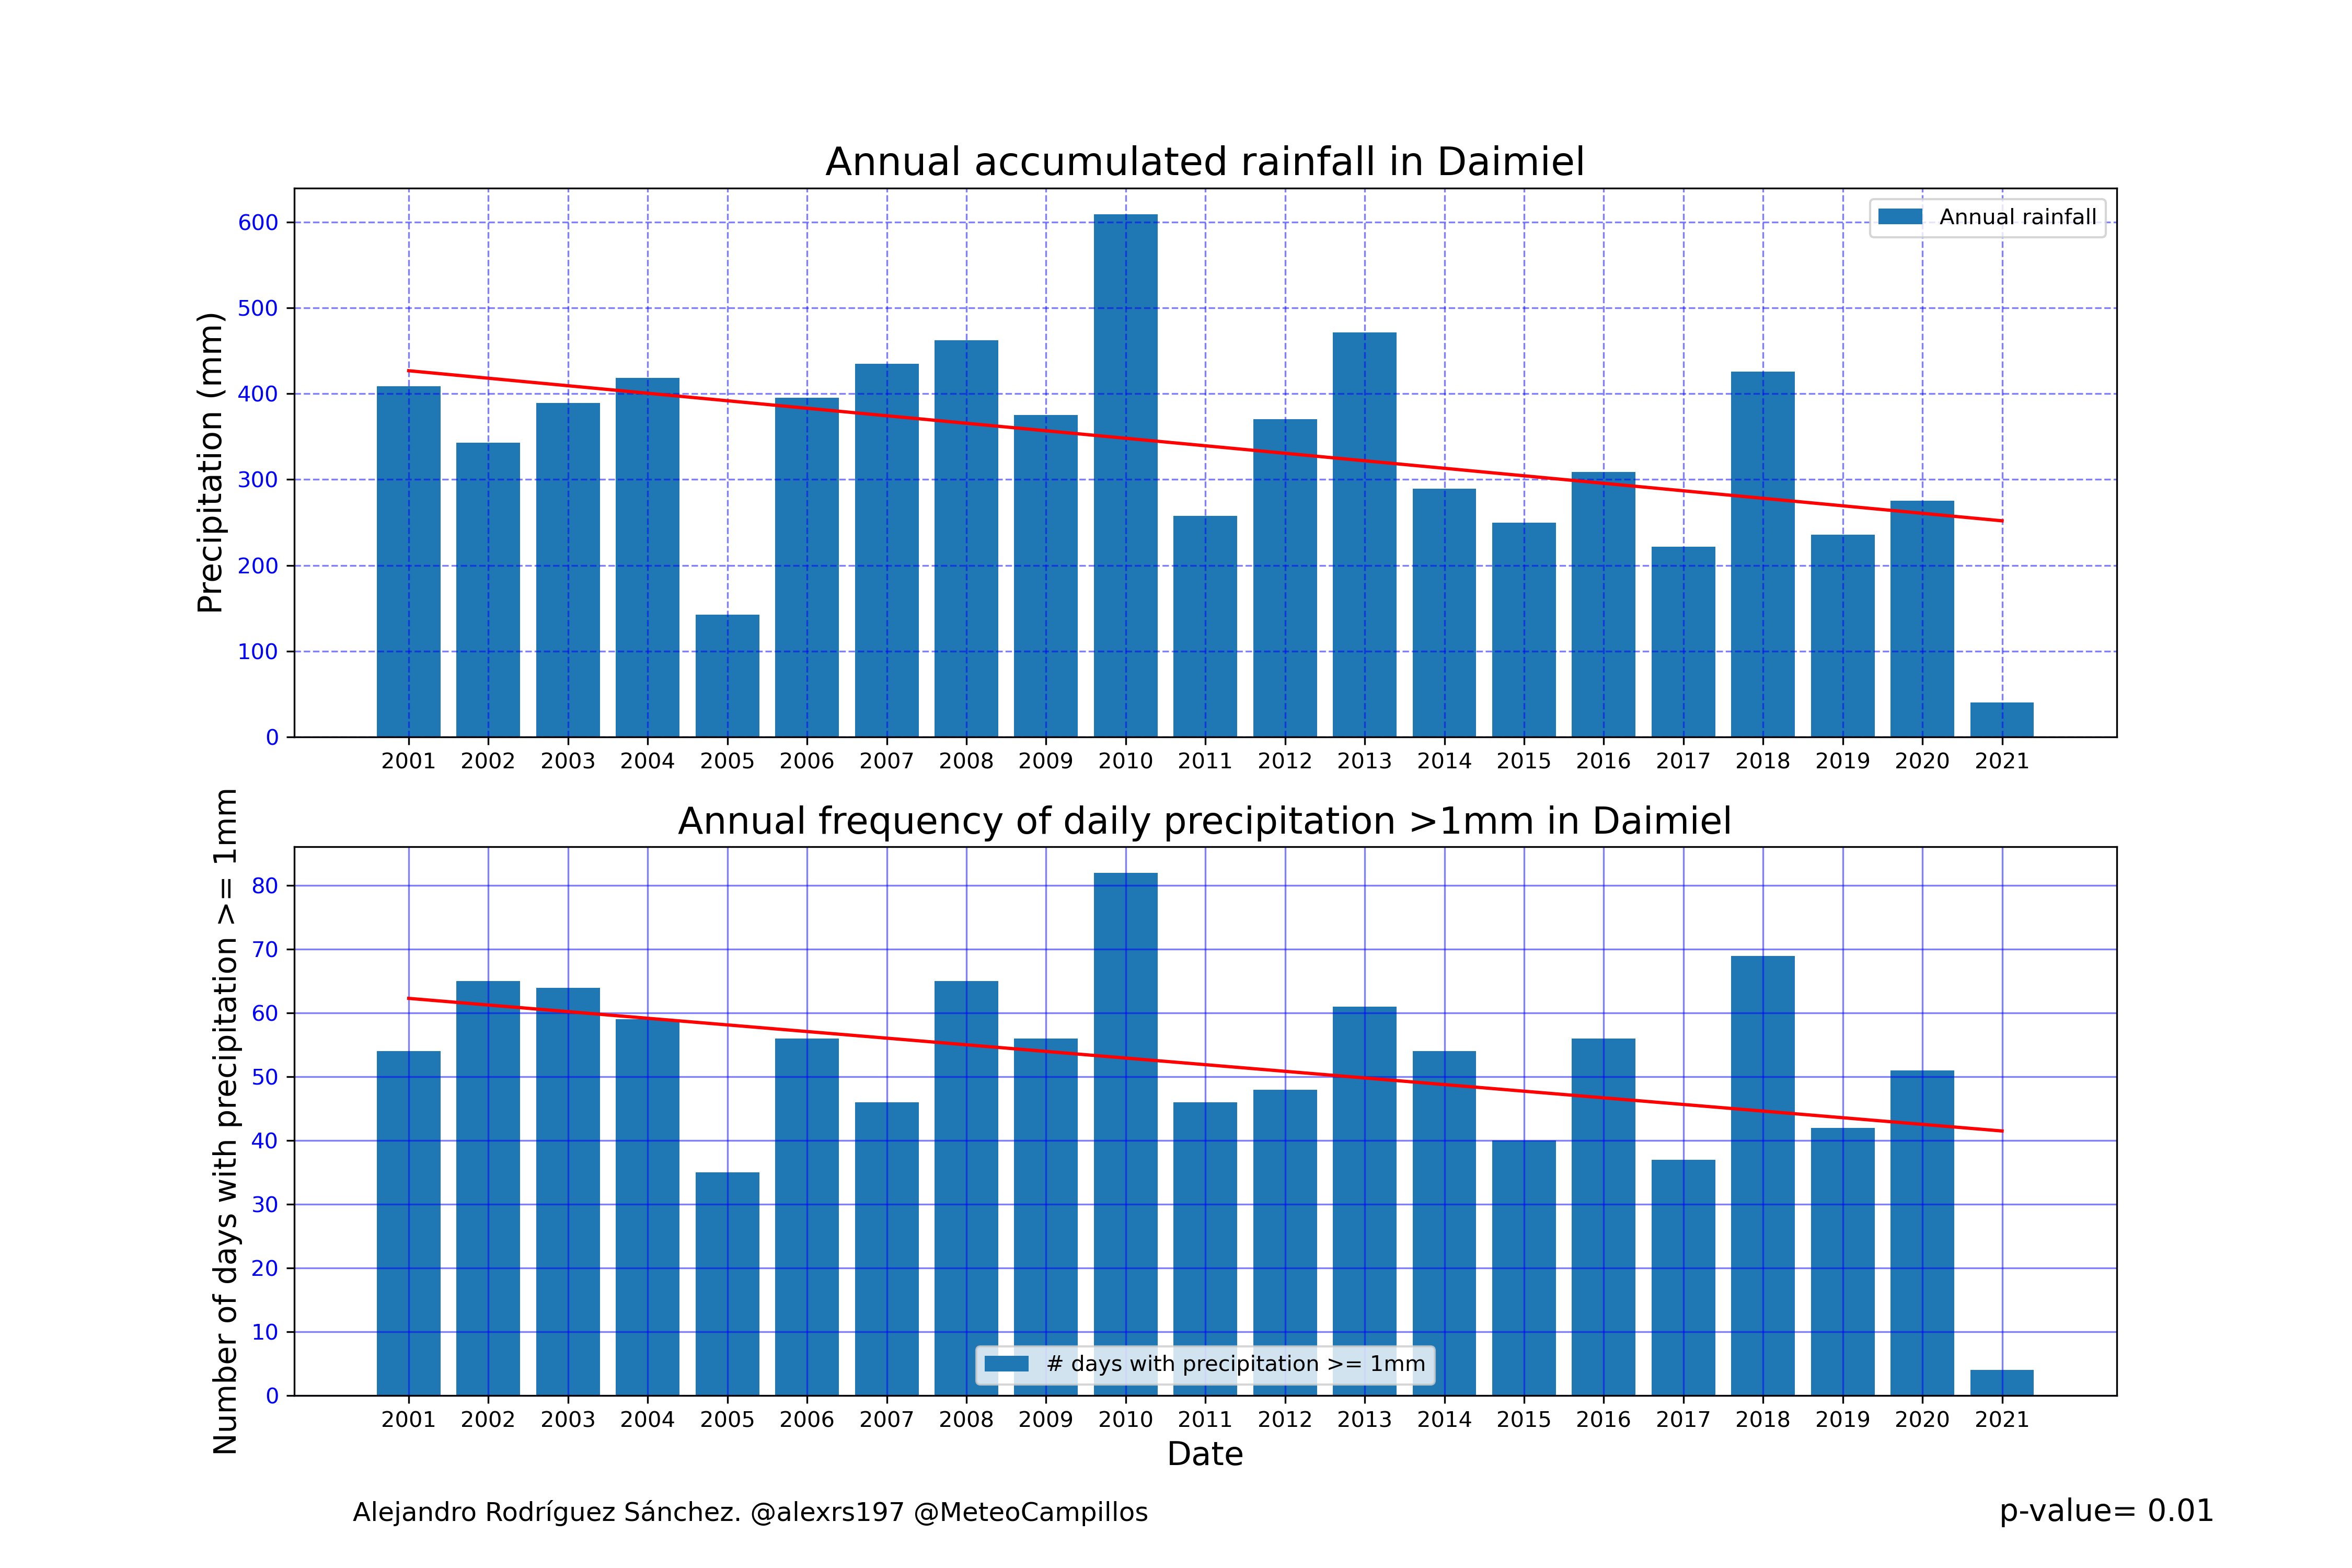 Annual accumulated rainfall in Daimiel
Annual rainfall
Precipitation (mm)
600
500
400
300
200
100
0
2001 2002 2003 2004 2005 2006 2007 2008 2009 2010 2011 2012 2013 2014 2015 2016 2017 2018 2019 2020 2021
Annual frequency of daily precipitation >1mm in Daimiel
Number of days with precipitation >= 1mm
80
70
60
50
40
30
20
10
0
# days with precipitation >= 1mm
2001 2002 2003 2004 2005 2006 2007 2008 2009 2010 2011 2012 2013 2014 2015 2016 2017 2018 2019 2020 2021
Date
Alejandro Rodríguez Sánchez. @alexrs197 @MeteoCampillos
p-value= 0.01